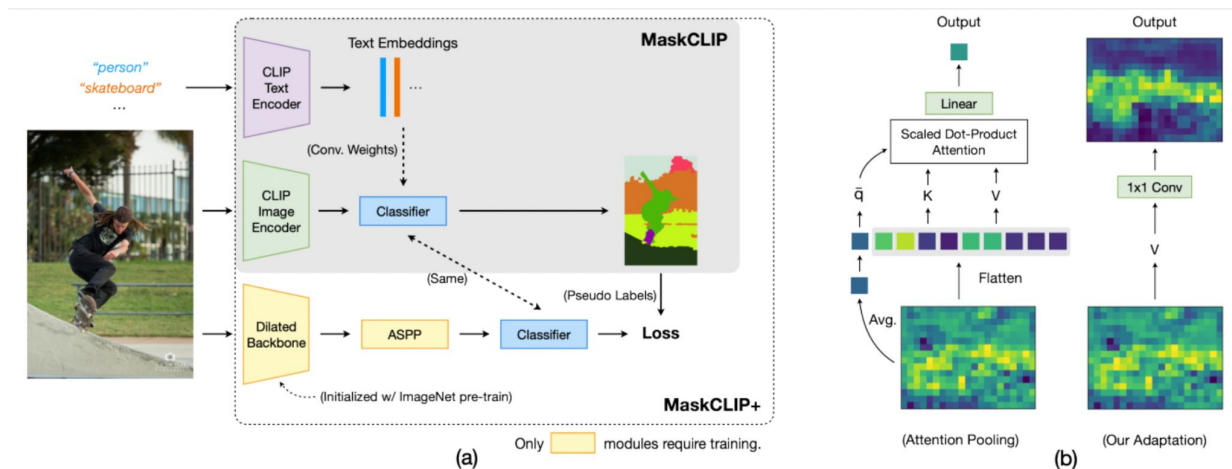 “person”
“skateboard”
...
CLIP
Text
Encoder
Text Embeddings
...
MaskCLIP
(Conv. Weights)
CLIP
Image
Encoder
Classifier
(Same)
(Pseudo Labels)
Dilated
Backbone
ASPP
Classifier
Loss
(Initialized w/ ImageNet pre-train)
MaskCLIP+
Only modules require training.
(a)
Output
Linear
Scaled Dot-Product
Attention
q̄
K
V
Flatten
Avg.
(Attention Pooling)
Output
1x1 Conv
V
(Our Adaptation)
(b)